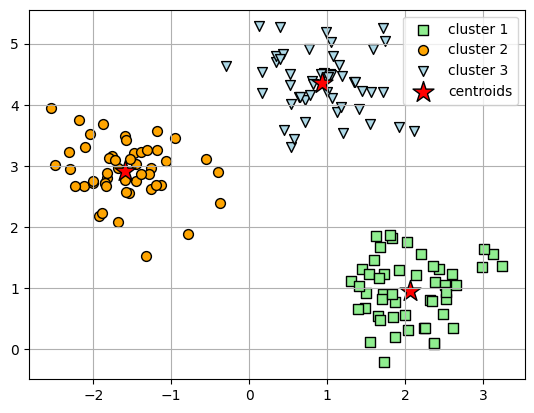 cluster 1
cluster 2
cluster 3
centroids
5
4
3
2
1
0
−2 −1 0 1 2 3